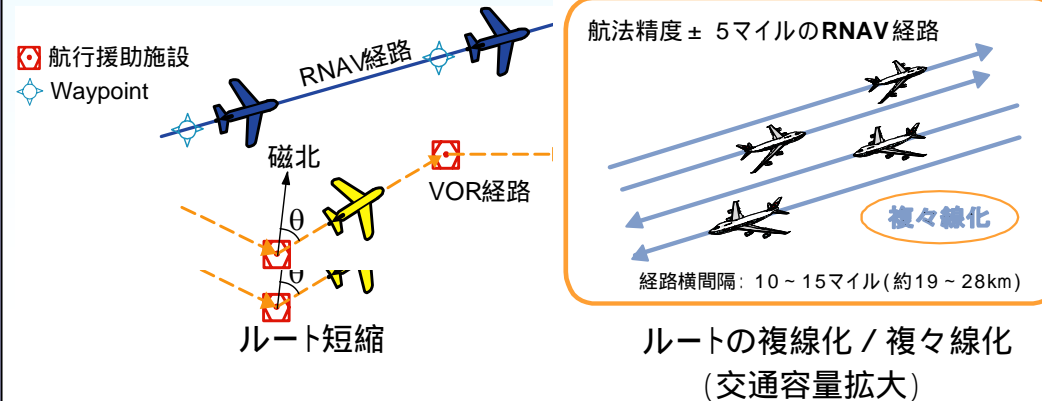 航行援助施設
Waypoint
RNAV経路
磁北
θ
VOR経路
θ
ルート短縮
航法精度± 5マイルのRNAV経路
複々線化
経路横間隔: 10~15マイル(約19~28km)
ルートの複線化/複々線化
(交通容量拡大)